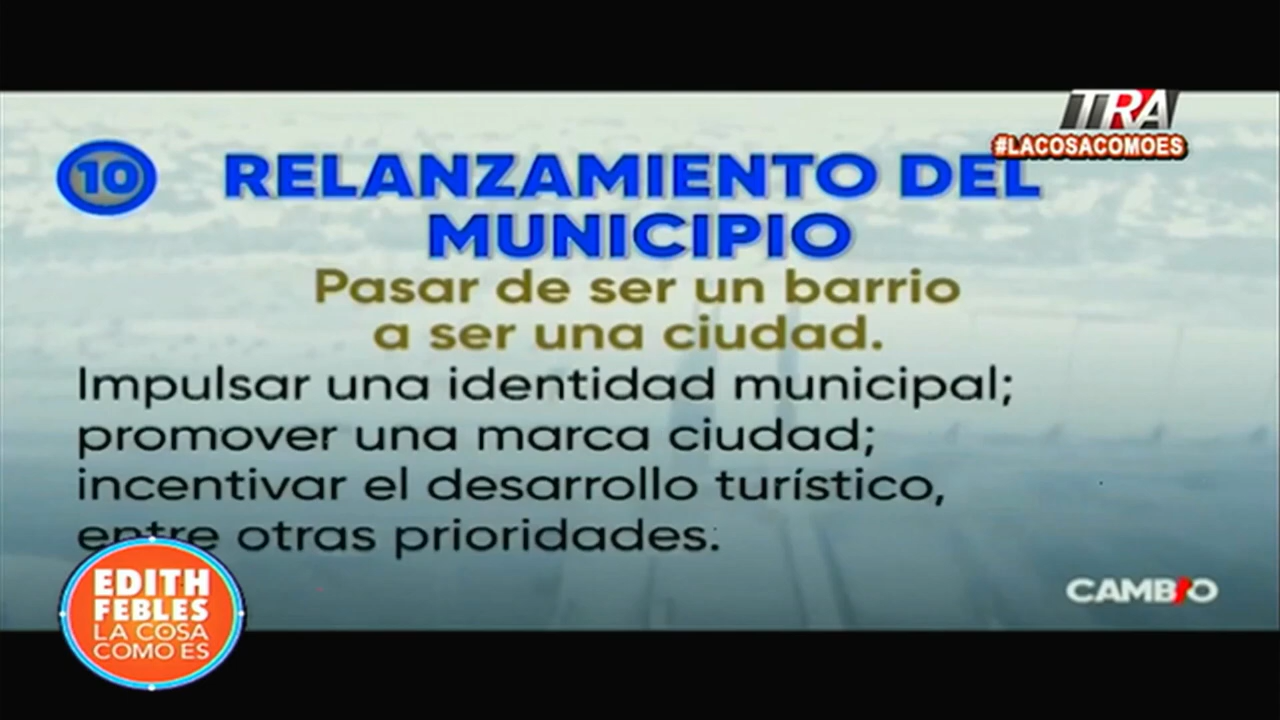 TRA
#LACOSACOMOES
10
RELANZAMIENTO DEL
MUNICIPIO
Pasar de ser un barrio
a ser una ciudad.
Impulsar una identidad municipal;
promover una marca ciudad;
incentivar el desarrollo turístico,
entre otras prioridades.
EDITH
FEBLES
LA COSA
COMO ES
CAMBIO